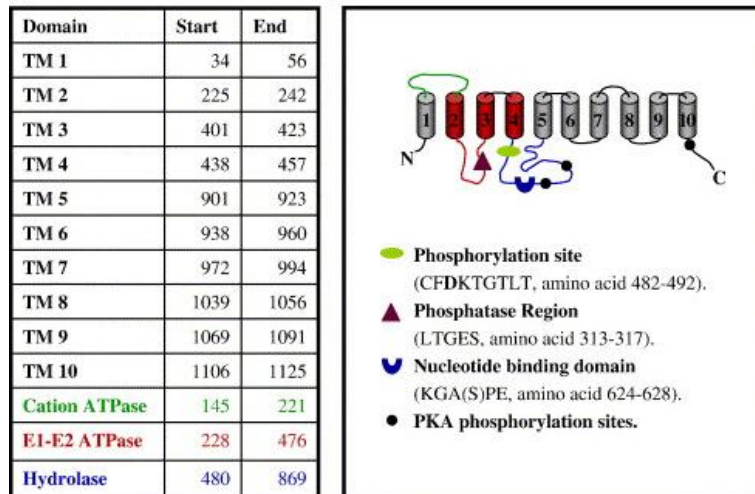 Domain Start End
TM 1 34 56
TM 2 225 242
TM 3 401 423
TM 4 438 457
TM 5 901 923
TM 6 938 960
TM 7 972 994
TM 8 1039 1056
TM 9 1069 1091
TM 10 1106 1125
Cation ATPase 145 221
E1-E2 ATPase 228 476
Hydrolase 480 869
1 2 3 4 5 6 7 8 9 10
N
C
Phosphorylation site
(CFDKTGTLT, amino acid 482-492).
Phosphatase Region
(LTGES, amino acid 313-317).
Nucleotide binding domain
(KGA(S)PE, amino acid 624-628).
PKA phosphorylation sites.